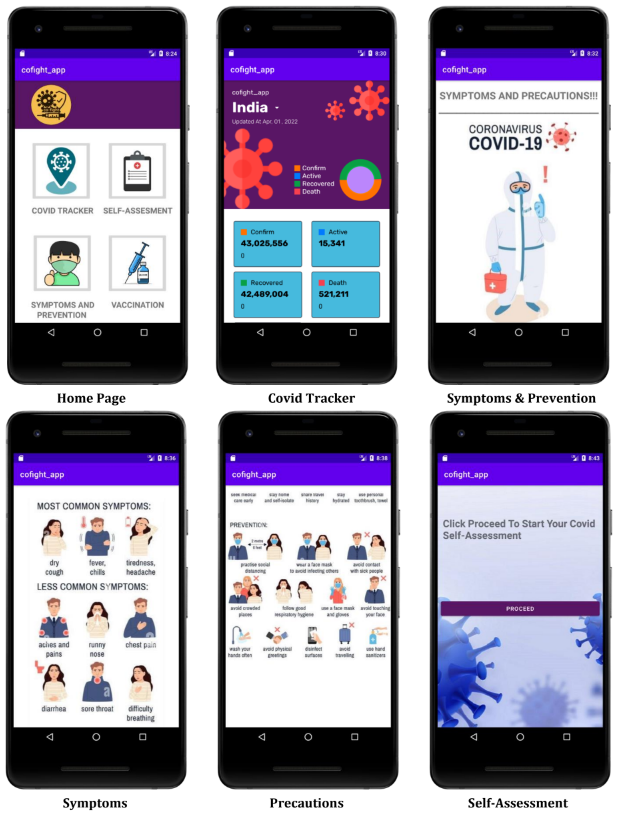 8:24
cofight_app
COVID TRACKER
SELF-ASSESMENT
SYMPTOMS AND
PREVENTION
VACCINATION
Home Page
8:30
cofight_app
cofight_app
India
Updated At Apr. 01, 2022
Confirm
Active
Recovered
Death
Confirm
43,025,556
0
Active
15,341
Recovered
42,489,004
0
Death
521,211
0
Covid Tracker
8:32
cofight_app
SYMPTOMS AND PRECAUTIONS!!!
CORONAVIRUS
COVID-19
Symptoms & Prevention
8:36
cofight_app
MOST COMMON SYMPTOMS:
dry
cough
fever,
chills
tiredness,
headache
LESS COMMON SYMPTOMS:
aches and
pains
runny
nose
chest pain
diarrhea
sore throat
difficulty
breathing
Symptoms
8:38
cofight_app
seek medical
care early
stay home
and self-isolate
share travel
history
stay
hydrated
use personal
toothbrush, towel
PREVENTION:
practise social
distancing
wear a face mask
to avoid infecting others
avoid contact
with sick people
avoid crowded
places
follow good
respiratory hygiene
use a face mask
and gloves
avoid touching
your face
wash your
hands often
avoid physical
greetings
disinfect
surfaces
avoid
travelling
use hand
sanitizers
Precautions
8:43
cofight_app
Click Proceed To Start Your Covid
Self-Assessment
PROCEED
Self-Assessment